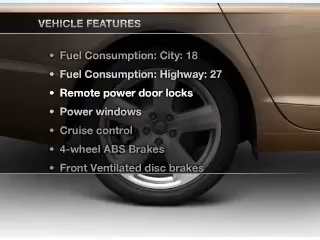 VEHICLE FEATURES
• Fuel Consumption: City: 18
• Fuel Consumption: Highway: 27
• Remote power door locks
• Power windows
• Cruise control
• 4-wheel ABS Brakes
• Front Ventilated disc brakes